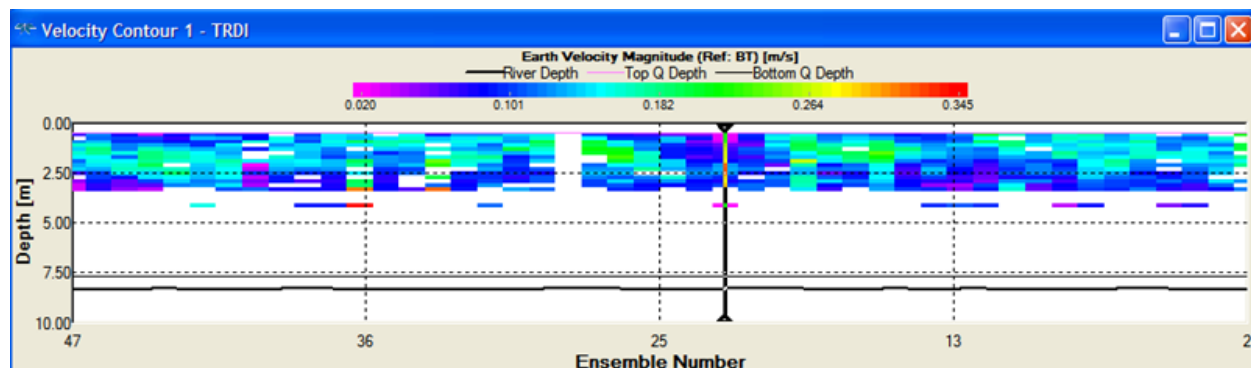 Velocity Contour 1 - TRDI
Earth Velocity Magnitude (Ref: BT) [m/s]
River Depth Top Q Depth Bottom Q Depth
0.020 0.101 0.182 0.264 0.345
0.00
2.50
5.00
7.50
10.00
Depth [m]
47 36 25 13 2
Ensemble Number